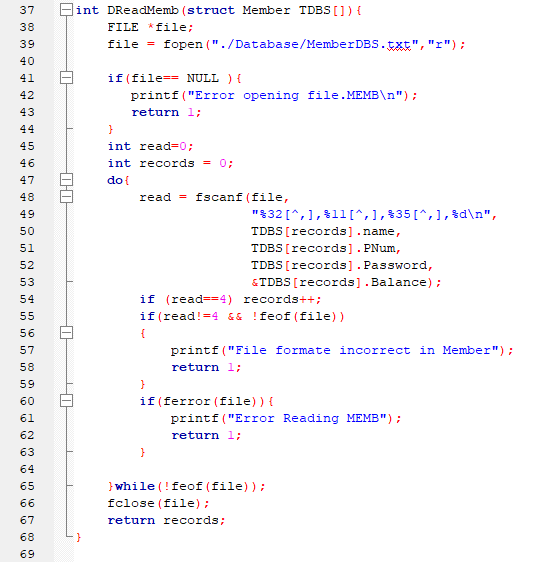 37 int DReadMemb(struct Member TDBS[]){
38 FILE *file;
39 file = fopen("./Database/MemberDBS.txt","r");
40
41 if(file== NULL ){
42 printf("Error opening file.MEMB\n");
43 return 1;
44 }
45 int read=0;
46 int records = 0;
47 do{
48 read = fscanf(file,
49 "%32[^,],%11[^,],%35[^,],%d\n",
50 TDBS[records].name,
51 TDBS[records].PNum,
52 TDBS[records].Password,
53 &TDBS[records].Balance);
54 if (read==4) records++;
55 if(read!=4 && !feof(file))
56 {
57 printf("File formate incorrect in Member");
58 return 1;
59 }
60 if(ferror(file)){
61 printf("Error Reading MEMB");
62 return 1;
63 }
64
65 }while(!feof(file));
66 fclose(file);
67 return records;
68 }
69